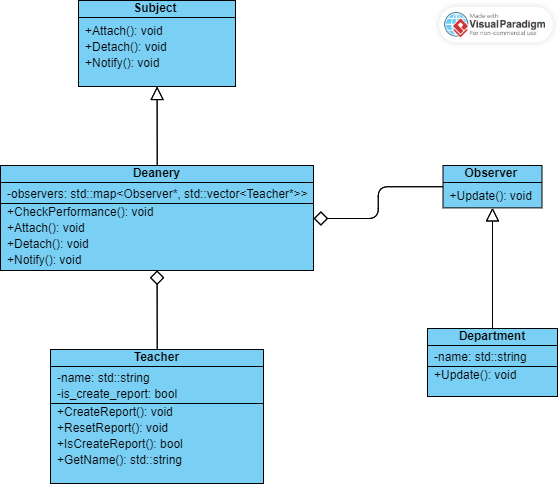 Subject
+Attach(): void
+Detach(): void
+Notify(): void
Made with
VisualParadigm
For non-commercial use
Deanery
-observers: std::map<Observer*, std::vector<Teacher*>>
+CheckPerformance(): void
+Attach(): void
+Detach(): void
+Notify(): void
Observer
+Update(): void
Teacher
-name: std::string
-is_create_report: bool
+CreateReport(): void
+ResetReport(): void
+IsCreateReport(): bool
+GetName(): std::string
Department
-name: std::string
+Update(): void